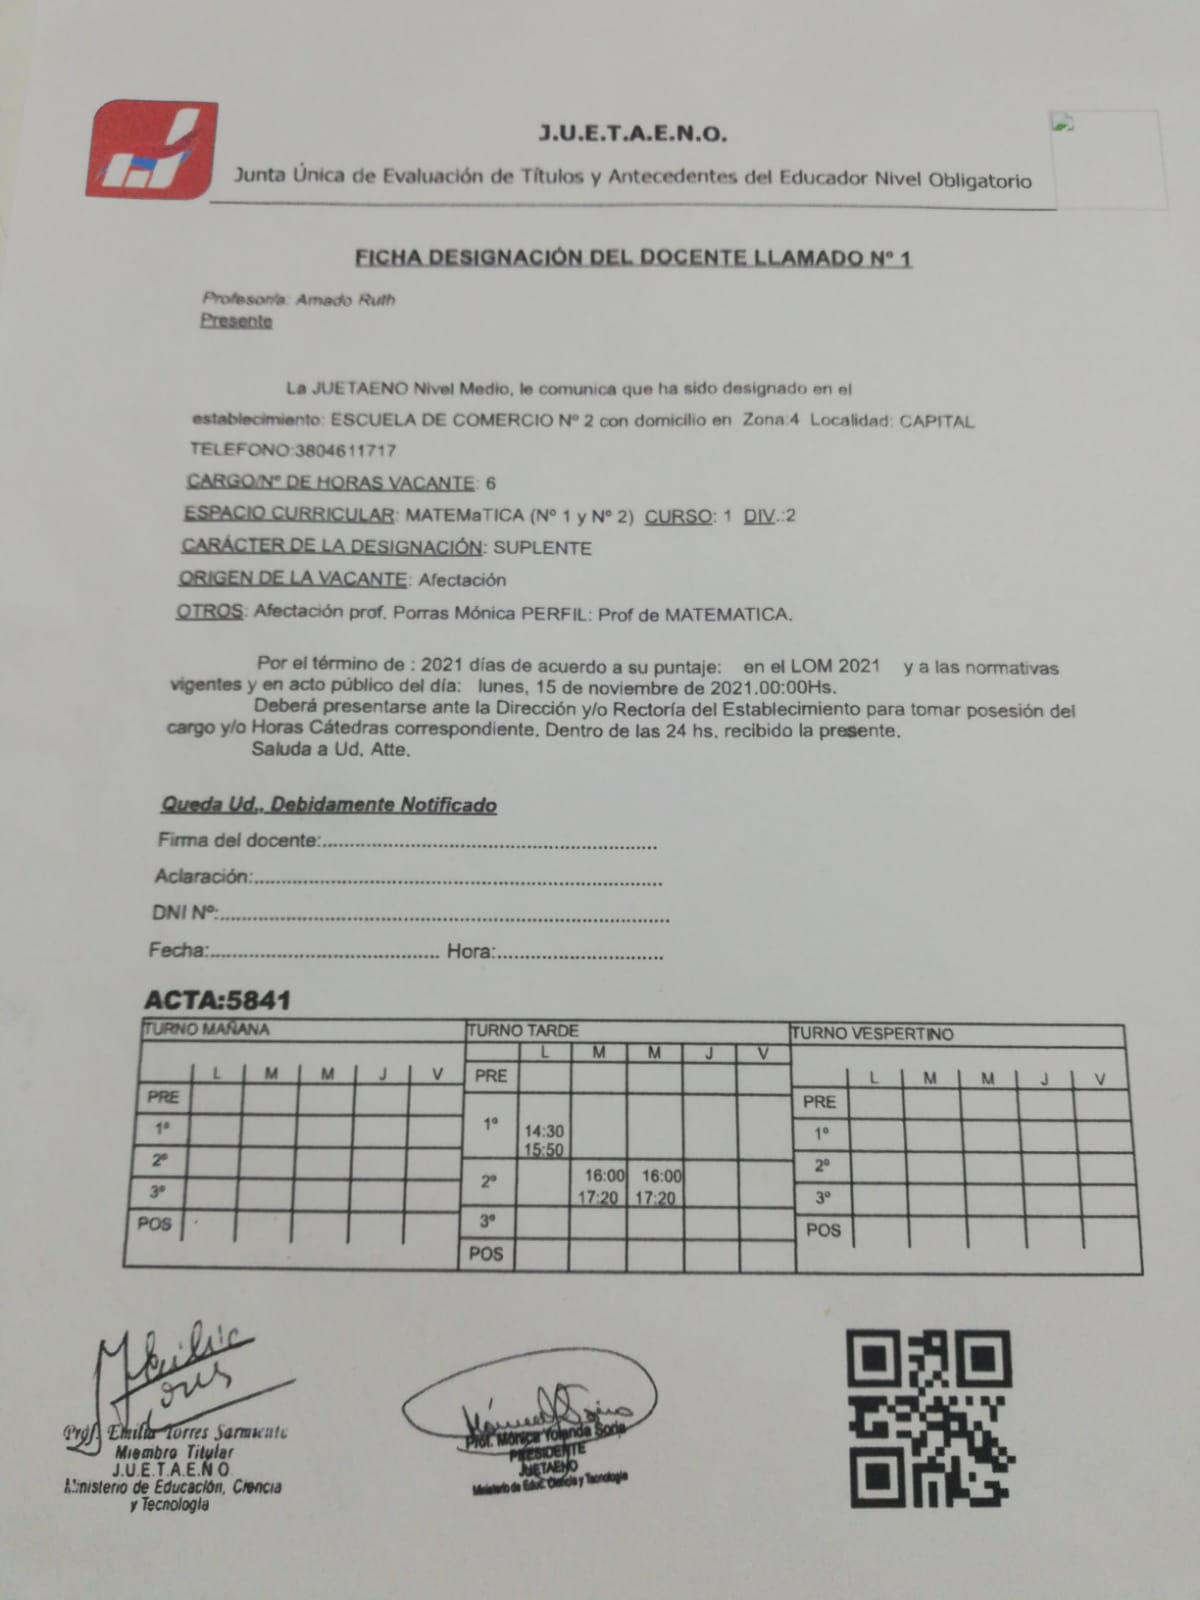 J.U.E.T.A.E.N.O.
Junta Única de Evaluación de Títulos y Antecedentes del Educador Nivel Obligatorio
FICHA DESIGNACIÓN DEL DOCENTE LLAMADO Nº 1
Profesor/a: Amado Ruth
Presente
La JUETAENO Nivel Medio, le comunica que ha sido designado en el
establecimiento: ESCUELA DE COMERCIO Nº 2 con domicilio en Zona:4 Localidad: CAPITAL
TELEFONO:3804611717
CARGO/Nº DE HORAS VACANTE: 6
ESPACIO CURRICULAR: MATEMaTICA (Nº 1 y Nº 2) CURSO: 1 DIV.:2
CARÁCTER DE LA DESIGNACIÓN: SUPLENTE
ORIGEN DE LA VACANTE: Afectación
OTROS: Afectación prof. Porras Mónica PERFIL: Prof de MATEMATICA.
Por el término de : 2021 días de acuerdo a su puntaje: en el LOM 2021 y a las normativas
vigentes y en acto público del día: lunes, 15 de noviembre de 2021.00:00Hs.
Deberá presentarse ante la Dirección y/o Rectoría del Establecimiento para tomar posesión del
cargo y/o Horas Cátedras correspondiente. Dentro de las 24 hs. recibido la presente.
Saluda a Ud. Atte.
Queda Ud,. Debidamente Notificado
Firma del docente:............................................................
Aclaración:............................................................
DNI Nº:............................................................
Fecha:........................................ Hora:..............................
ACTA:5841
TURNO MAÑANA TURNO TARDE TURNO VESPERTINO
L M M J V
L M M J V
L M M J V
PRE PRE PRE
1º 1º 14:30 1º
15:50
2º 2º 16:00 16:00 2º
17:20 17:20
3º 3º 3º
POS POS POS
Prof. Emilia Torres Sarmiento
Miembro Titular
J.U.E.T.A.E.N O.
Ministerio de Educación, Ciencia
y Tecnología
Prof. Mónica Yolanda Soria
PRESIDENTE
JUETAENO
Ministerio de Educ. Ciencia y Tecnología